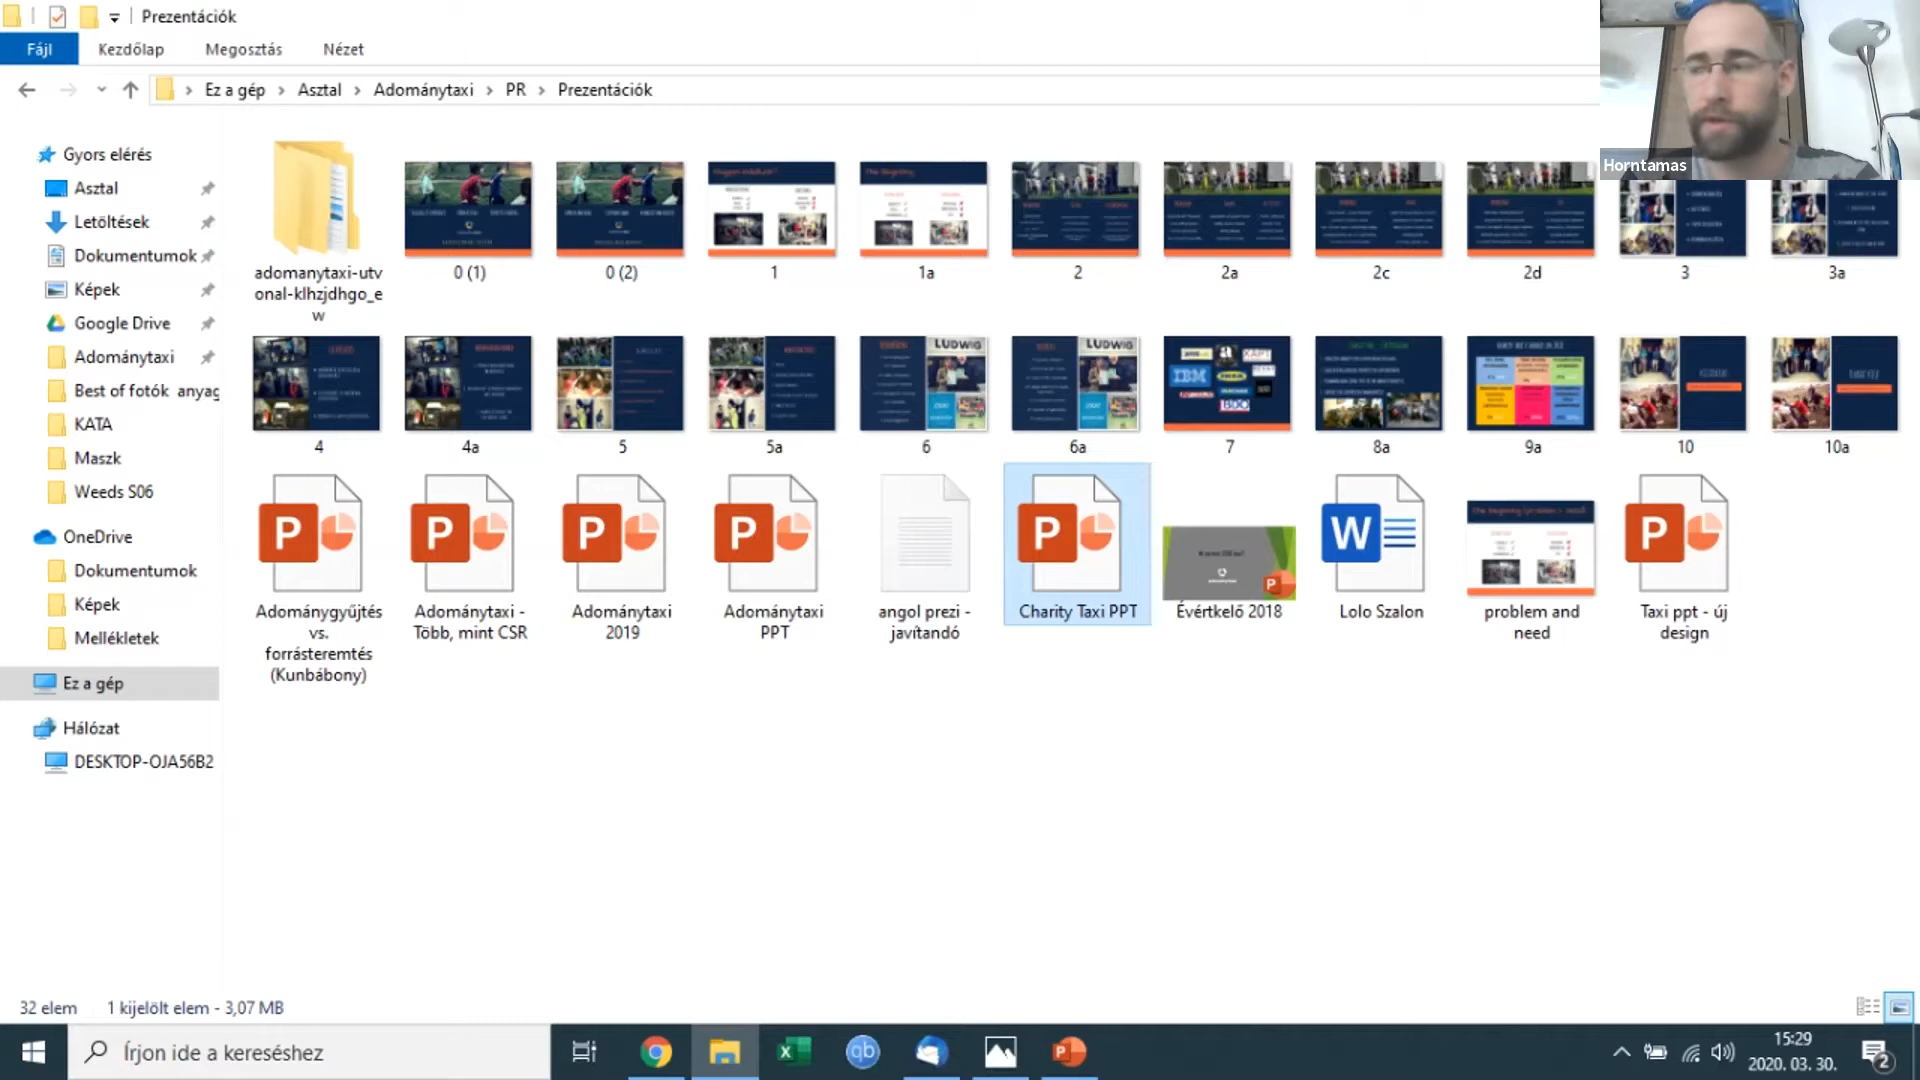 Prezentációk
Fájl
Kezdőlap
Megosztás
Nézet
Ez a gép
Asztal
Adománytaxi
PR
Prezentációk
Horntamas
Gyors elérés
Asztal
Letöltések
Dokumentumok
Képek
Google Drive
Adománytaxi
Best of fotók anyag
KATA
Maszk
Weeds S06
OneDrive
Dokumentumok
Képek
Mellékletek
Ez a gép
Hálózat
DESKTOP-OJA56B2
adomanytaxi-utv
onal-klhzjdhgo_e
w
0 (1)
0 (2)
1
1a
2
2a
2c
2d
3
3a
LUDWIG
LUDWIG
IBM
BDO
4
4a
5
5a
6
6a
7
8a
9a
10
10a
Adománygyűjtés
vs.
forrásteremtés
(Kunbábony)
Adománytaxi -
Több, mint CSR
Adománytaxi
2019
Adománytaxi
PPT
angol prezi -
javítandó
Charity Taxi PPT
Évértkelő 2018
Lolo Szalon
problem and
need
Taxi ppt - új
design
32 elem
1 kijelölt elem - 3,07 MB
Írjon ide a kereséshez
15:29
2020. 03. 30.
2